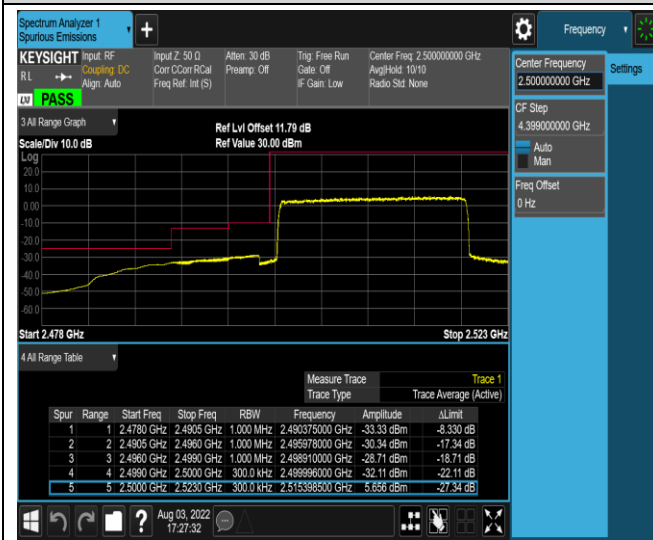 Spectrum Analyzer 1
Spurious Emissions
+
Frequency
KEYSIGHT Input: RF Input Z: 50 Ω Atten: 30 dB Trig: Free Run Center Freq: 2.500000000 GHz
RL Coupling: DC Corr CCorr RCal Preamp: Off Gate: Off Avg|Hold: 10/10
Align: Auto Freq Ref: Int (S) IF Gain: Low Radio Std: None
LXI PASS
Center Frequency
2.500000000 GHz
Settings
CF Step
4.399000000 GHz
Auto
Man
Freq Offset
0 Hz
3 All Range Graph
Ref Lvl Offset 11.79 dB
Scale/Div 10.0 dB Ref Value 30.00 dBm
Log
20.0
10.0
0.00
-10.0
-20.0
-30.0
-40.0
-50.0
-60.0
Start 2.478 GHz Stop 2.523 GHz
4 All Range Table
Measure Trace Trace 1
Trace Type Trace Average (Active)
Spur Range Start Freq Stop Freq RBW Frequency Amplitude ΔLimit
1 1 2.4780 GHz 2.4905 GHz 1.000 MHz 2.490375000 GHz -33.33 dBm -8.330 dB
2 2 2.4905 GHz 2.4960 GHz 1.000 MHz 2.495978000 GHz -30.34 dBm -17.34 dB
3 3 2.4960 GHz 2.4990 GHz 1.000 MHz 2.498910000 GHz -28.71 dBm -18.71 dB
4 4 2.4990 GHz 2.5000 GHz 300.0 kHz 2.499996000 GHz -32.11 dBm -22.11 dB
5 5 2.5000 GHz 2.5230 GHz 300.0 kHz 2.515398500 GHz 5.656 dBm -27.34 dB
? Aug 03, 2022
17:27:32